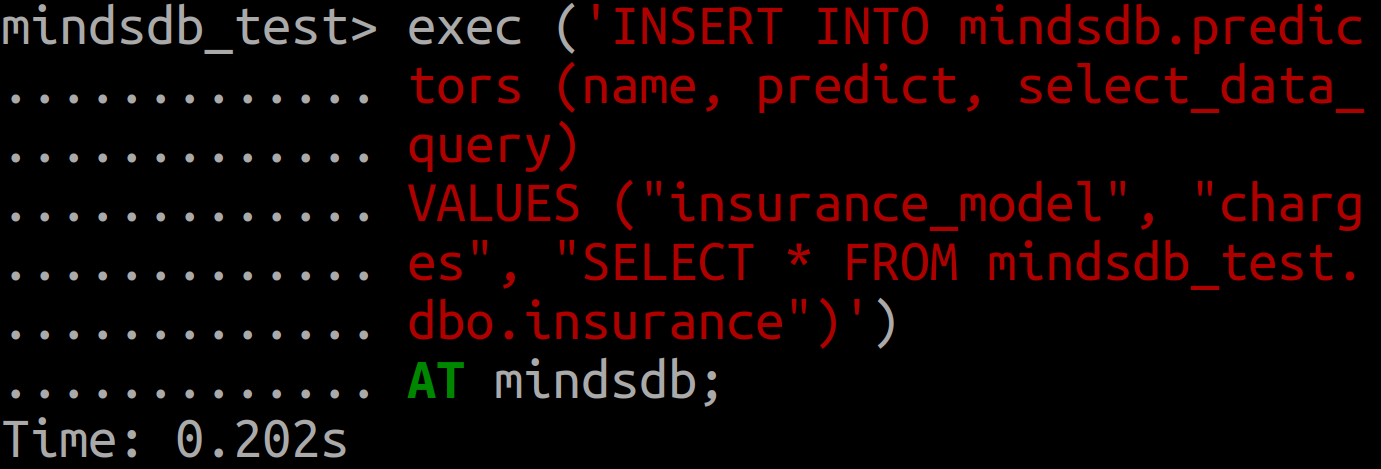 mindsdb_test> exec ('INSERT INTO mindsdb.predic
............. tors (name, predict, select_data_
............. query)
............. VALUES ("insurance_model", "charg
............. es", "SELECT * FROM mindsdb_test.
............. dbo.insurance")')
............. AT mindsdb;
Time: 0.202s